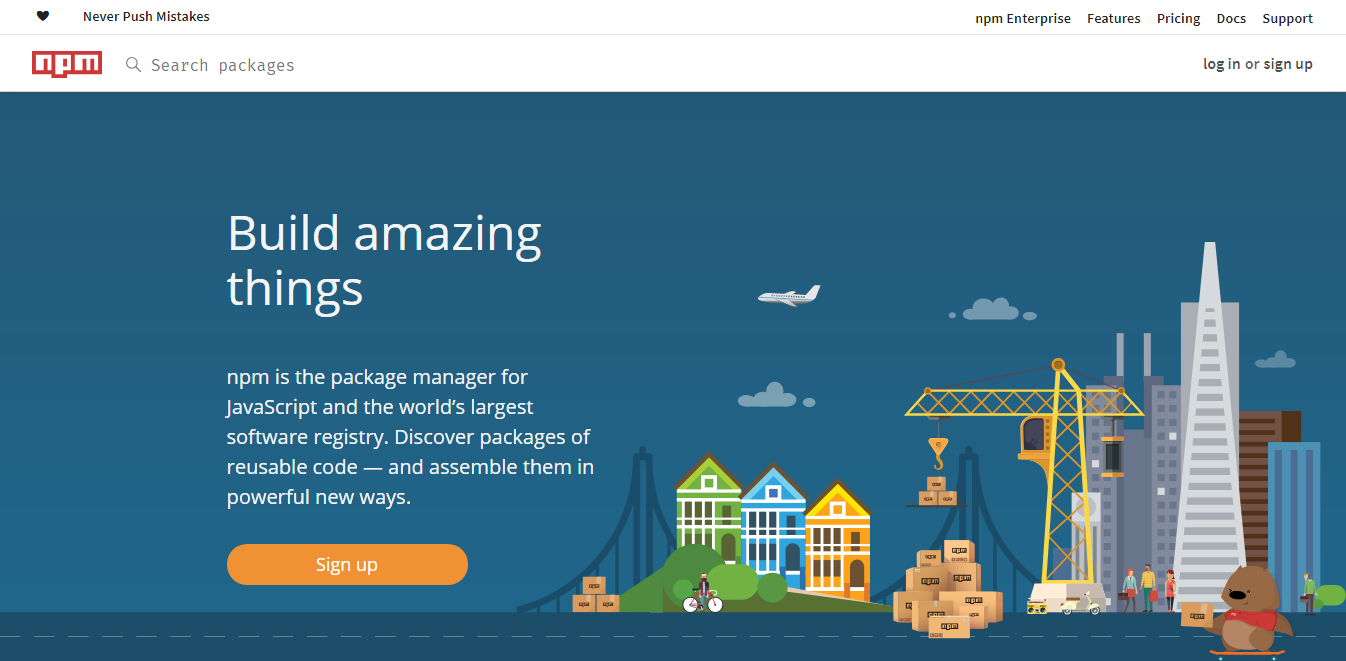 Never Push Mistakes
npm Enterprise Features Pricing Docs Support
npm Search packages
log in or sign up
Build amazing
things
npm is the package manager for
JavaScript and the world’s largest
software registry. Discover packages of
reusable code — and assemble them in
powerful new ways.
Sign up
npm
npm npm
npm
npm npm
npm npm
npm npm
npm
npm
npm
npm